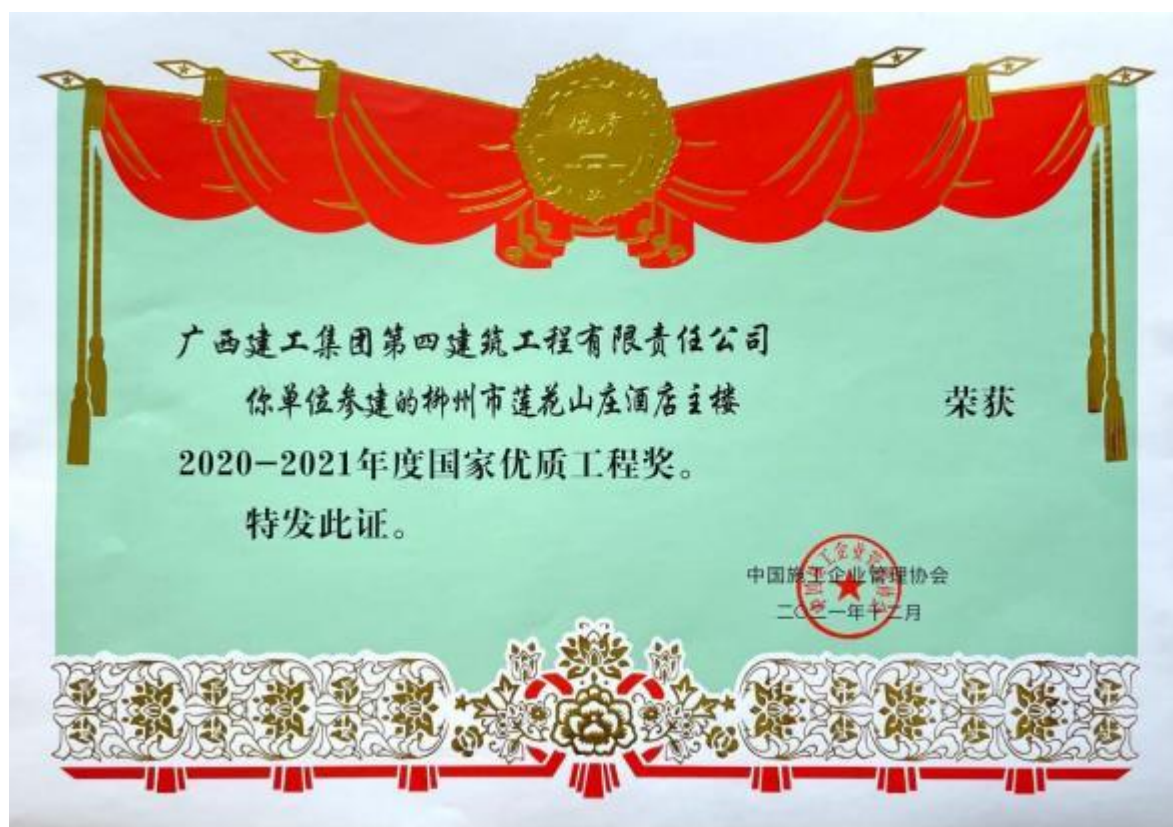 广西建工集团第四建筑工程有限责任公司
你单位参建的柳州市莲花山庄酒店主楼 荣获
2020-2021年度国家优质工程奖。
特发此证。
中国施工企业管理协会
二〇二一年十二月